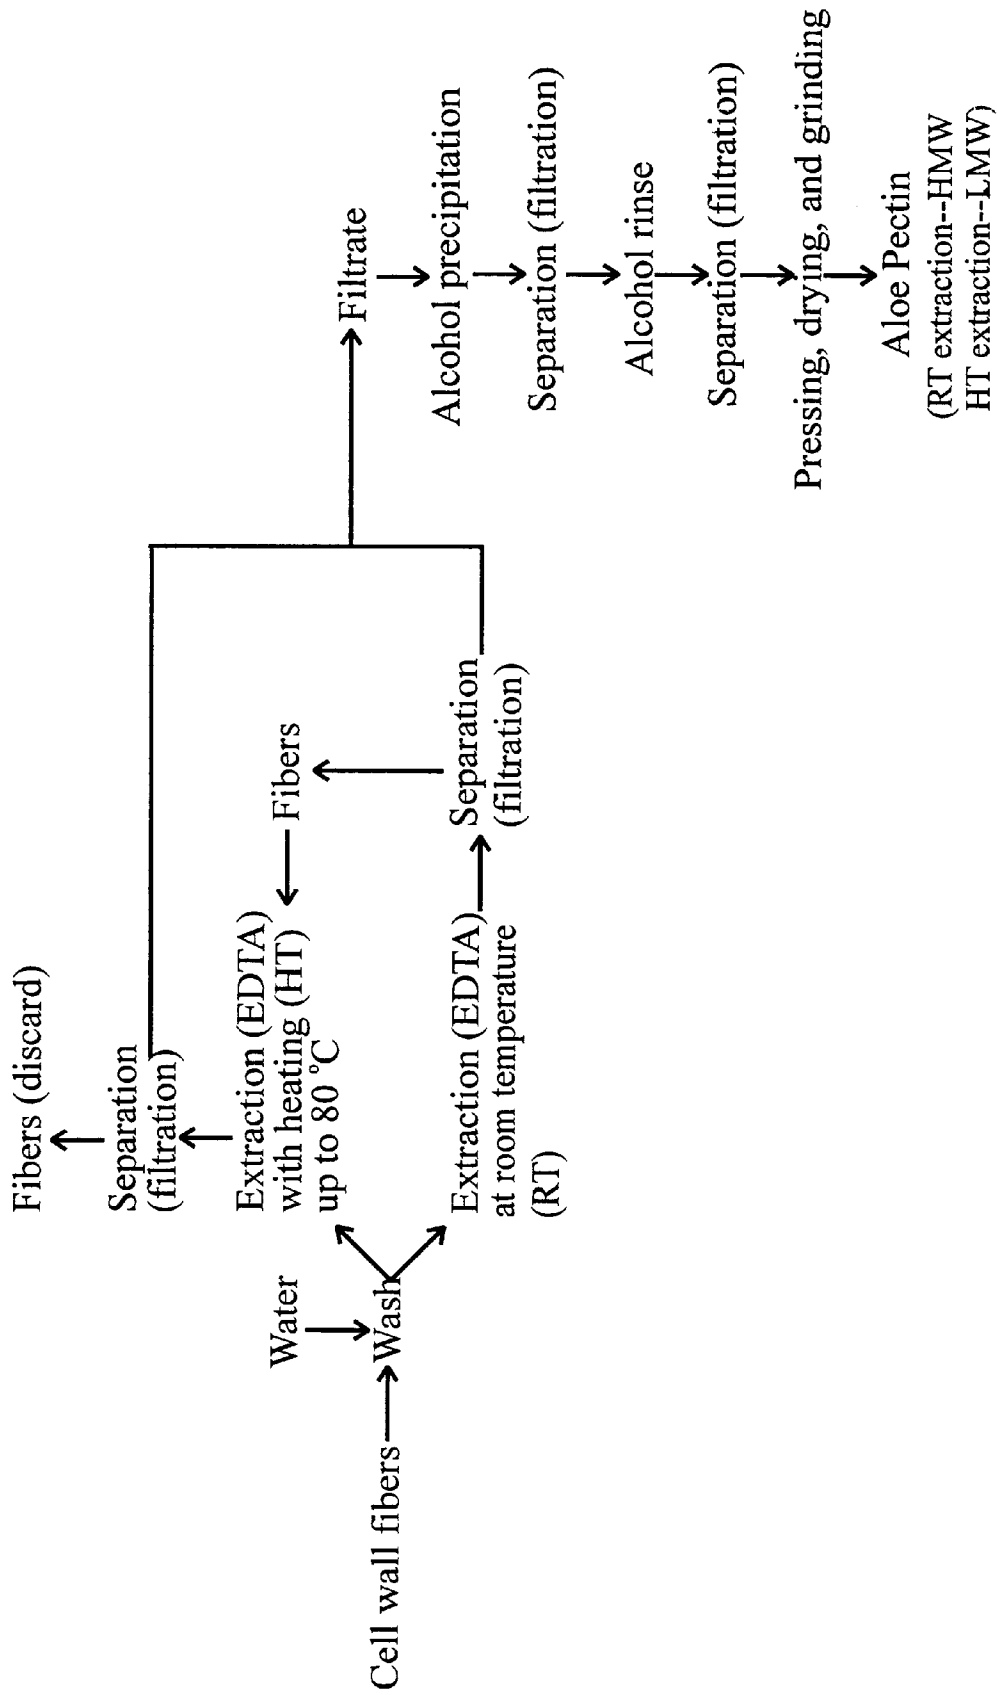 Cell wall fibers
Water
Wash
Fibers (discard)
Separation
(filtration)
Extraction (EDTA)
with heating (HT)
up to 80 °C
Extraction (EDTA)
at room temperature
(RT)
Fibers
Separation
(filtration)
Filtrate
Alcohol precipitation
Separation (filtration)
Alcohol rinse
Separation (filtration)
Pressing, drying, and grinding
Aloe Pectin
(RT extraction--HMW
HT extraction--LMW)